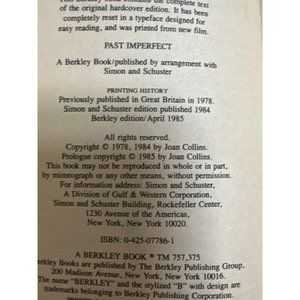 This Berkley Book contains the complete text
of the original hardcover edition. It has been
completely reset in a typeface designed for
easy reading, and was printed from new film.
PAST IMPERFECT
A Berkley Book/published by arrangement with
Simon and Schuster
PRINTING HISTORY
Previously published in Great Britain in 1978.
Simon and Schuster edition published 1984
Berkley edition/April 1985
All rights reserved.
Copyright © 1978, 1984 by Joan Collins.
Prologue copyright © 1985 by Joan Collins.
This book may not be reproduced in whole or in part,
by mimeograph or any other means, without permission.
For information address: Simon and Schuster,
A Division of Gulf & Western Corporation,
Simon and Schuster Building, Rockefeller Center,
1230 Avenue of the Americas,
New York, New York 10020.
ISBN: 0-425-07786-1
A BERKLEY BOOK ® TM 757,375
erkley Books are published by The Berkley Publishing Group,
200 Madison Avenue, New York, New York 10016.
The name "BERKLEY" and the stylized "B" with design are
trademarks belonging to Berkley Publishing Corporation.